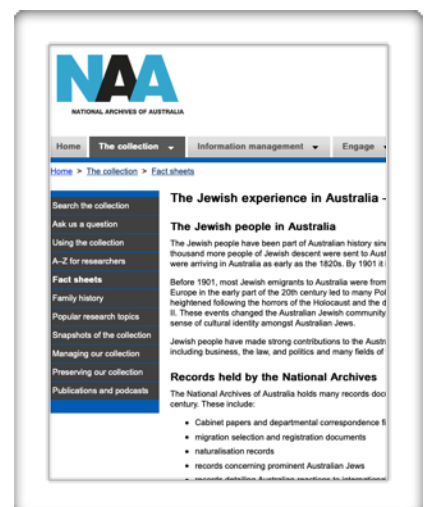 NAA
NATIONAL ARCHIVES OF AUSTRALIA
Home The collection Information management Engage
Home > The collection > Fact sheets
Search the collection
Ask us a question
Using the collection
A–Z for researchers
Fact sheets
Family history
Popular research topics
Snapshots of the collection
Managing our collection
Preserving our collection
Publications and podcasts
The Jewish experience in Australia -
The Jewish people in Australia
The Jewish people have been part of Australian history
thousand more people of Jewish descent were sent to
were arriving in Australia as early as the 1820s. By 1901 it
Before 1901, most Jewish emigrants to Australia were from
Europe in the early part of the 20th century led to many
heightened following the horrors of the Holocaust and the
II. These events changed the Australian Jewish community
sense of cultural identity amongst Australian Jews.
Jewish people have made strong contributions to the
including business, the law, and politics and many fields of
Records held by the National Archives
The National Archives of Australia holds many records
century. These include:
• Cabinet papers and departmental correspondence
• migration selection and registration documents
• naturalisation records
• records concerning prominent Australian Jews
• records detailing Australian reactions to